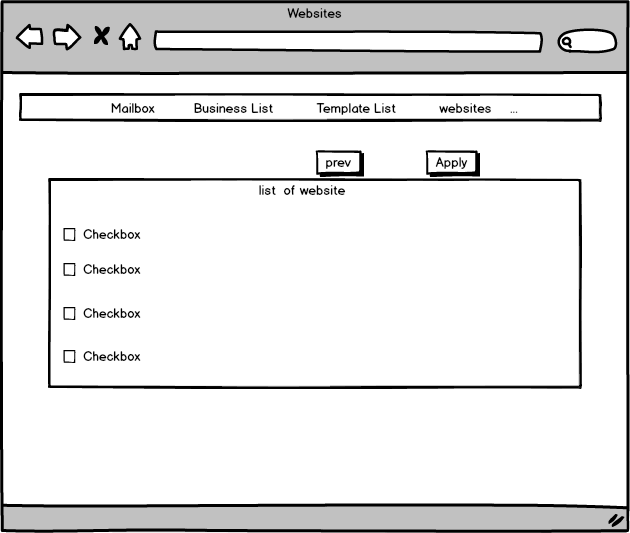 Websites
Mailbox Business List Template List websites ...
prev Apply
list of website
Checkbox
Checkbox
Checkbox
Checkbox